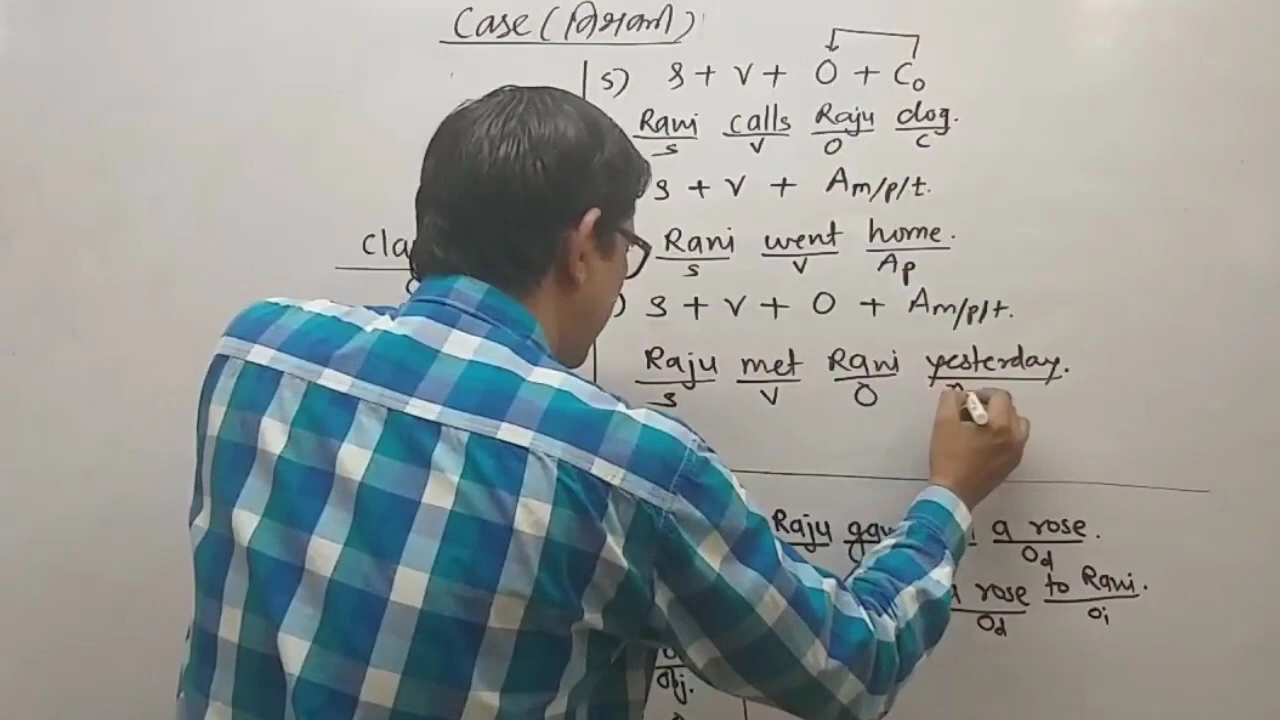 Case (विभक्ति)
5) S + V + O + Co
Rani calls Raju dog.
S V O C
S + V + Am/p/t.
Cla
Rani went home.
S V Ap
) S + V + O + Am/p/t.
Raju met Rani yesterday.
S V O
Raju a rose.
Od
rose to Rani.
Od Oi
Obj.